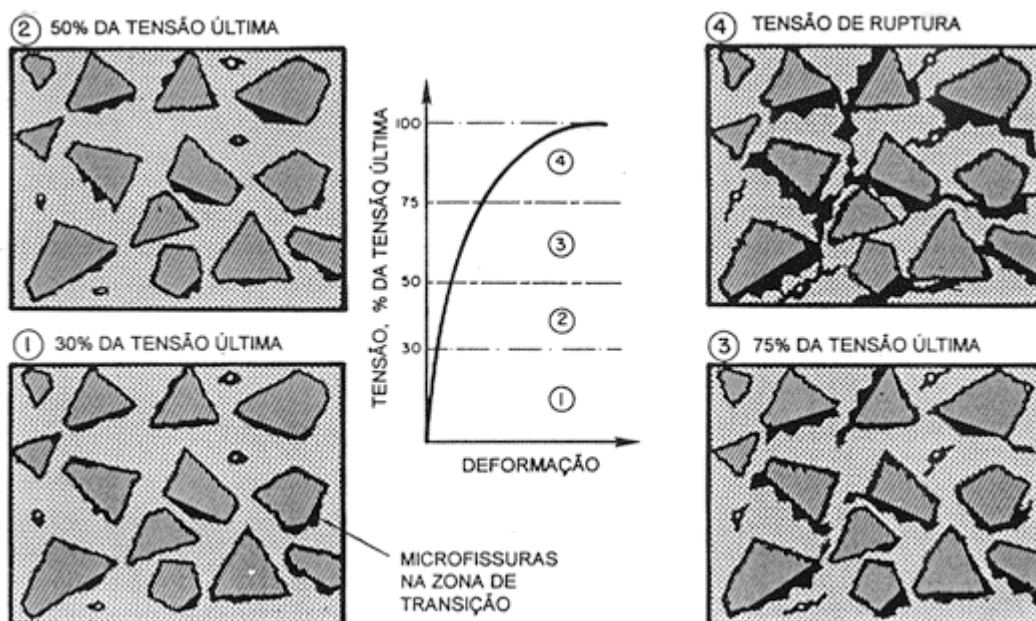 ② 50% DA TENSÃO ÚLTIMA
④ TENSÃO DE RUPTURA
TENSÃO, % DA TENSÃO ÚLTIMA
100
④
75
③
50
②
30
①
DEFORMAÇÃO
① 30% DA TENSÃO ÚLTIMA
③ 75% DA TENSÃO ÚLTIMA
MICROFISSURAS
NA ZONA DE
TRANSIÇÃO